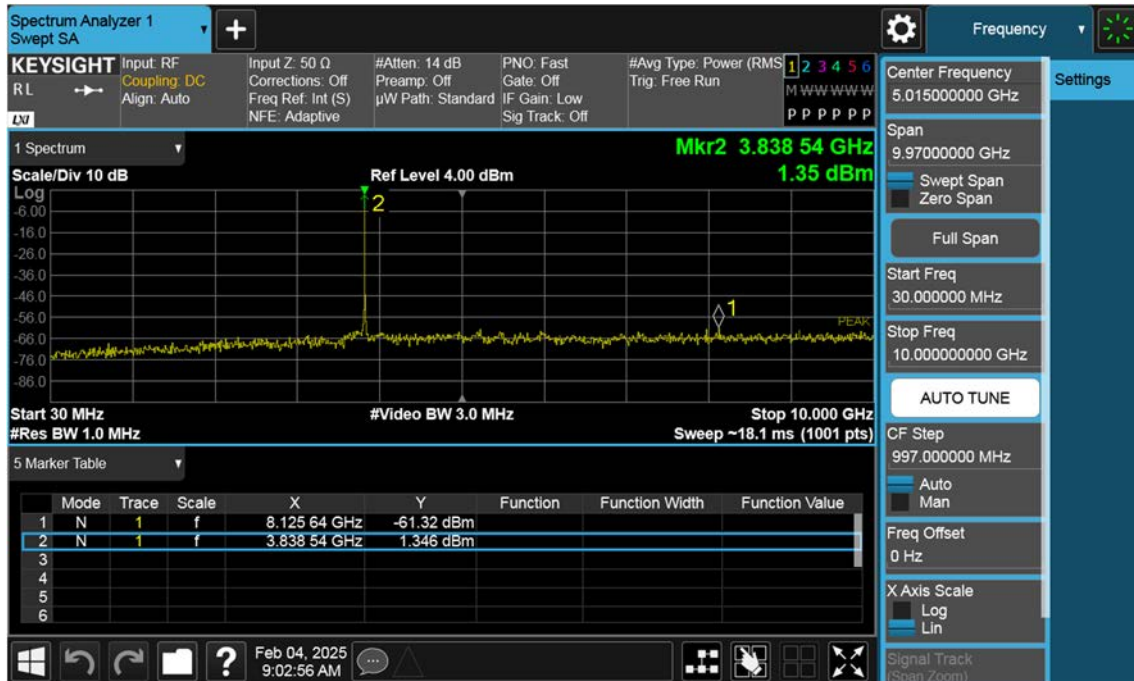 Spectrum Analyzer 1
Swept SA
+
Frequency
KEYSIGHT
RL
LXI
Input: RF
Coupling: DC
Align: Auto
Input Z: 50 Ω
Corrections: Off
Freq Ref: Int (S)
NFE: Adaptive
#Atten: 14 dB
Preamp: Off
µW Path: Standard
PNO: Fast
Gate: Off
IF Gain: Low
Sig Track: Off
#Avg Type: Power (RMS
Trig: Free Run
1 2 3 4 5 6
M W W W W W
P P P P P P
Center Frequency
5.015000000 GHz
Settings
Span
9.97000000 GHz
Swept Span
Zero Span
Full Span
Start Freq
30.000000 MHz
Stop Freq
10.000000000 GHz
AUTO TUNE
CF Step
997.000000 MHz
Auto
Man
Freq Offset
0 Hz
X Axis Scale
Log
Lin
Signal Track
(Span Zoom)
1 Spectrum
Mkr2 3.838 54 GHz
1.35 dBm
Scale/Div 10 dB
Ref Level 4.00 dBm
Log
-6.00
-16.0
-26.0
-36.0
-46.0
-56.0
-66.0
-76.0
-86.0
2
1
PEAK
Start 30 MHz
#Video BW 3.0 MHz
Stop 10.000 GHz
#Res BW 1.0 MHz
Sweep ~18.1 ms (1001 pts)
5 Marker Table
Mode Trace Scale X Y Function Function Width Function Value
1 N 1 f 8.125 64 GHz -61.32 dBm
2 N 1 f 3.838 54 GHz 1.346 dBm
3
4
5
6
?
Feb 04, 2025
9:02:56 AM